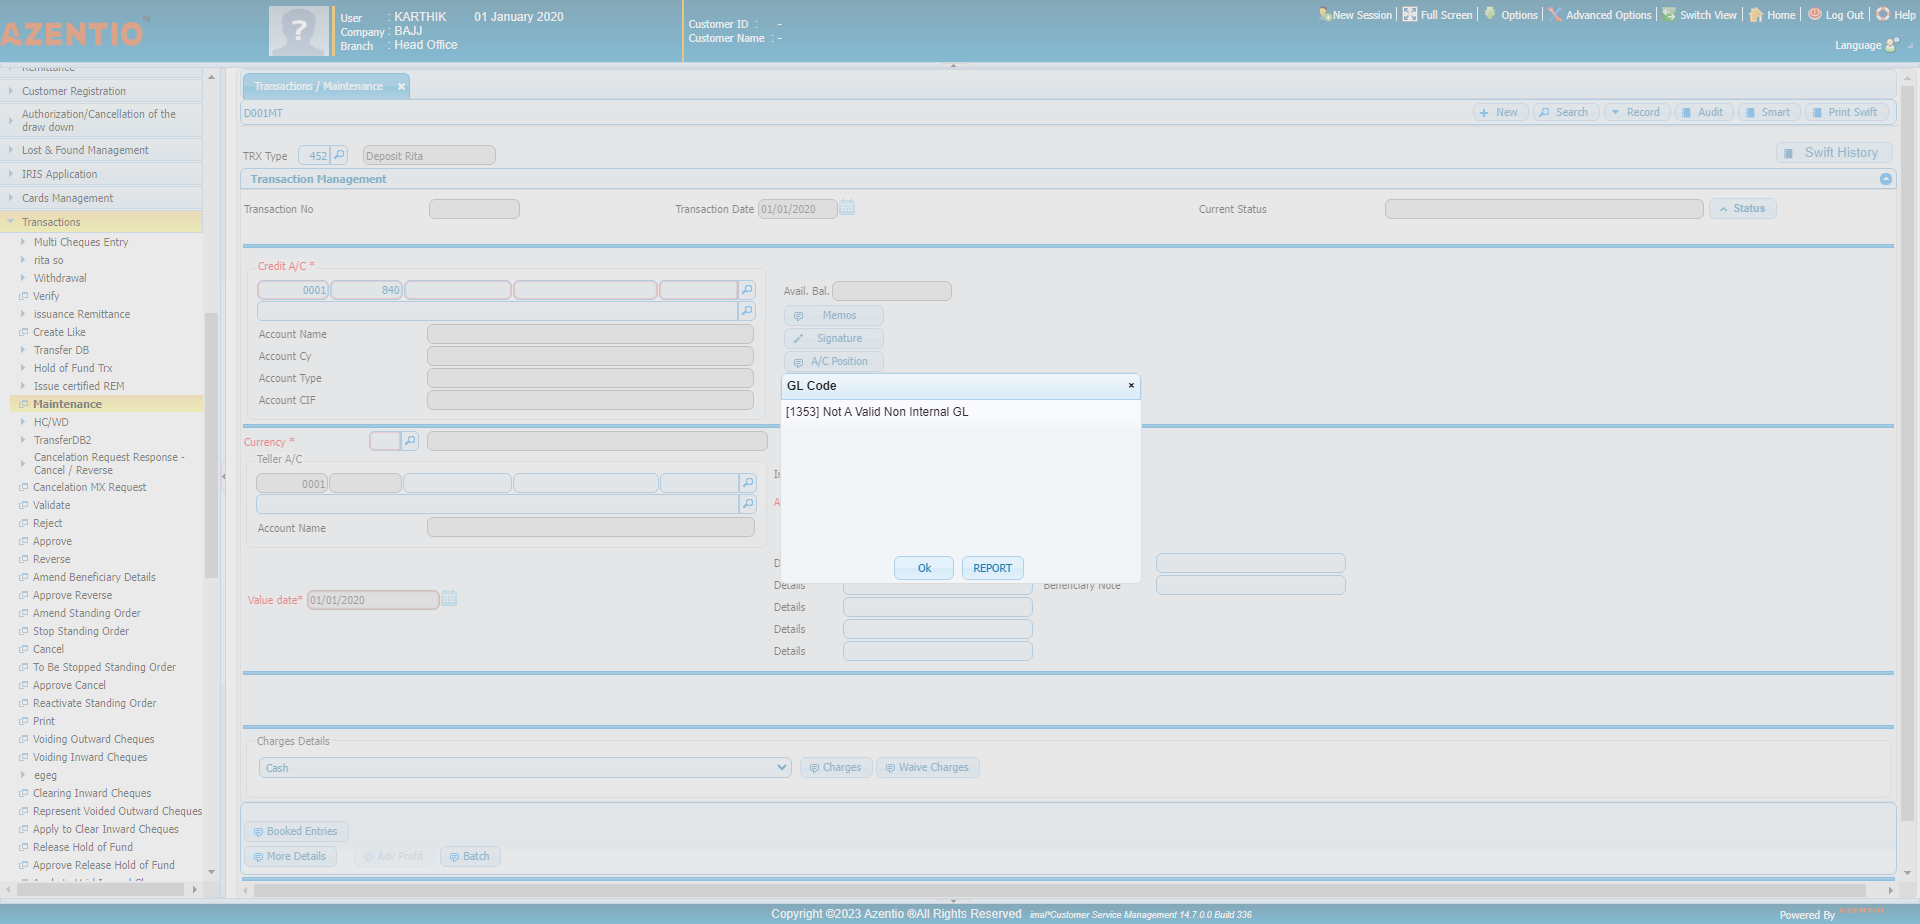 AZENTIO™
User : KARTHIK 01 January 2020
Company : BAJJ
Branch : Head Office
Customer ID : -
Customer Name : -
New Session
Full Screen
Options
Advanced Options
Switch View
Home
Log Out
Help
Language
Remittance
Customer Registration
Authorization/Cancellation of the
draw down
Lost & Found Management
IRIS Application
Cards Management
Transactions
Multi Cheques Entry
rita so
Withdrawal
Verify
issuance Remittance
Create Like
Transfer DB
Hold of Fund Trx
Issue certified REM
Maintenance
HC/WD
TransferDB2
Cancelation Request Response -
Cancel / Reverse
Cancelation MX Request
Validate
Reject
Approve
Reverse
Amend Beneficiary Details
Approve Reverse
Amend Standing Order
Stop Standing Order
Cancel
To Be Stopped Standing Order
Approve Cancel
Reactivate Standing Order
Print
Voiding Outward Cheques
Voiding Inward Cheques
egeg
Clearing Inward Cheques
Represent Voided Outward Cheques
Apply to Clear Inward Cheques
Release Hold of Fund
Approve Release Hold of Fund
Transactions / Maintenance
D001MT
New
Search
Record
Audit
Smart
Print Swift
TRX Type 452 Deposit Rita
Swift History
Transaction Management
Transaction No
Transaction Date 01/01/2020
Current Status
Status
Credit A/C *
0001 840
Avail. Bal.
Memos
Account Name
Signature
Account Cy
A/C Position
Account Type
Account CIF
GL Code
[1353] Not A Valid Non Internal GL
Ok
REPORT
Currency *
Teller A/C
0001
Account Name
Value date* 01/01/2020
Details
Beneficiary Note
Details
Details
Details
Charges Details
Cash
Charges
Waive Charges
Booked Entries
More Details
Adv Profit
Batch
Copyright ©2023 Azentio ®All Rights Reserved imal*Customer Service Management 14.7.0.0 Build 336
Powered By AZENTIO